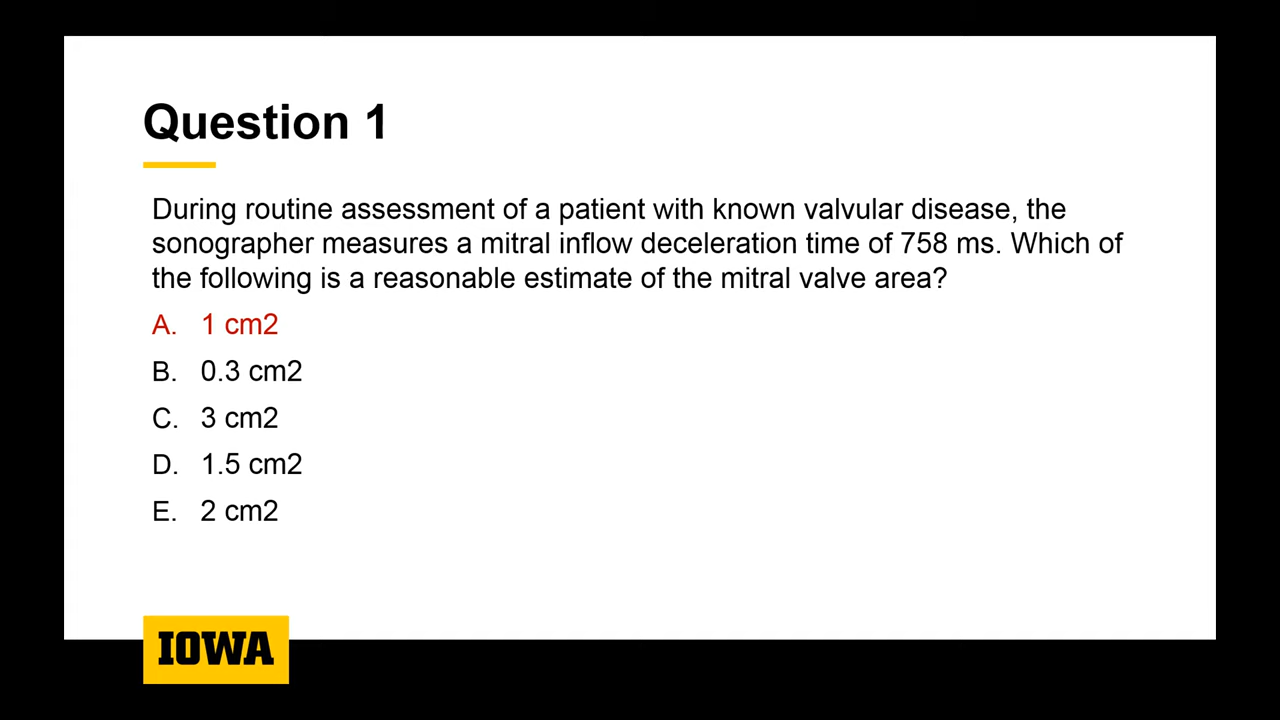 Question 1
During routine assessment of a patient with known valvular disease, the
sonographer measures a mitral inflow deceleration time of 758 ms. Which of
the following is a reasonable estimate of the mitral valve area?
A. 1 cm2
B. 0.3 cm2
C. 3 cm2
D. 1.5 cm2
E. 2 cm2
IOWA